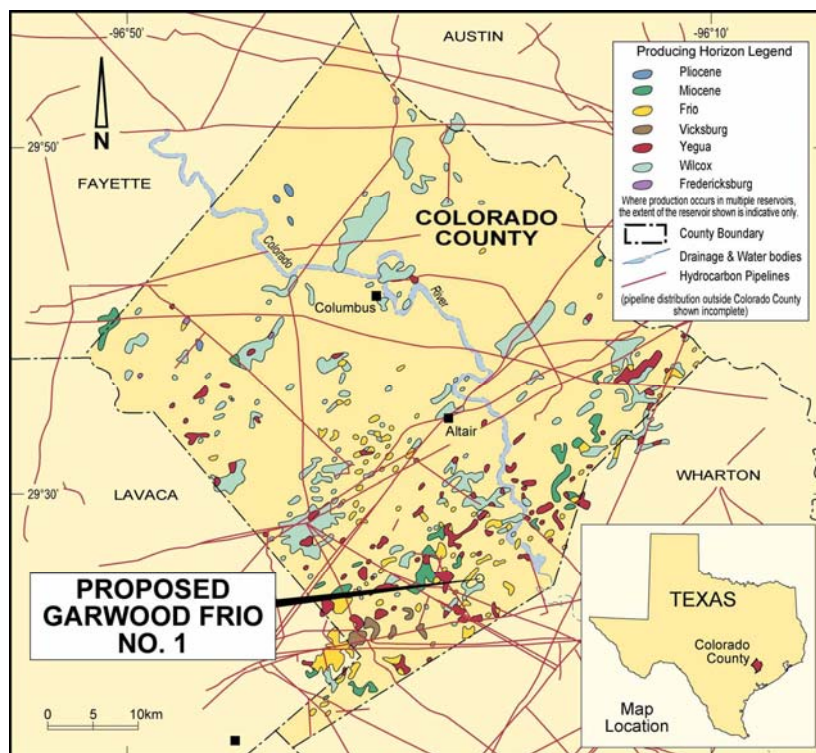 -96°50'
-96°10'
AUSTIN
N
29°50'
FAYETTE
COLORADO
COUNTY
Colorado
River
Columbus
Altair
29°30'
LAVACA
WHARTON
PROPOSED
GARWOOD FRIO
NO. 1
0 5 10km
Producing Horizon Legend
Pliocene
Miocene
Frio
Vicksburg
Yegua
Wilcox
Fredericksburg
Where production occurs in multiple reservoirs,
the extent of the reservoir shown is indicative only.
County Boundary
Drainage & Water bodies
Hydrocarbon Pipelines
(pipeline distribution outside Colorado County
shown incomplete)
TEXAS
Colorado
County
Map
Location